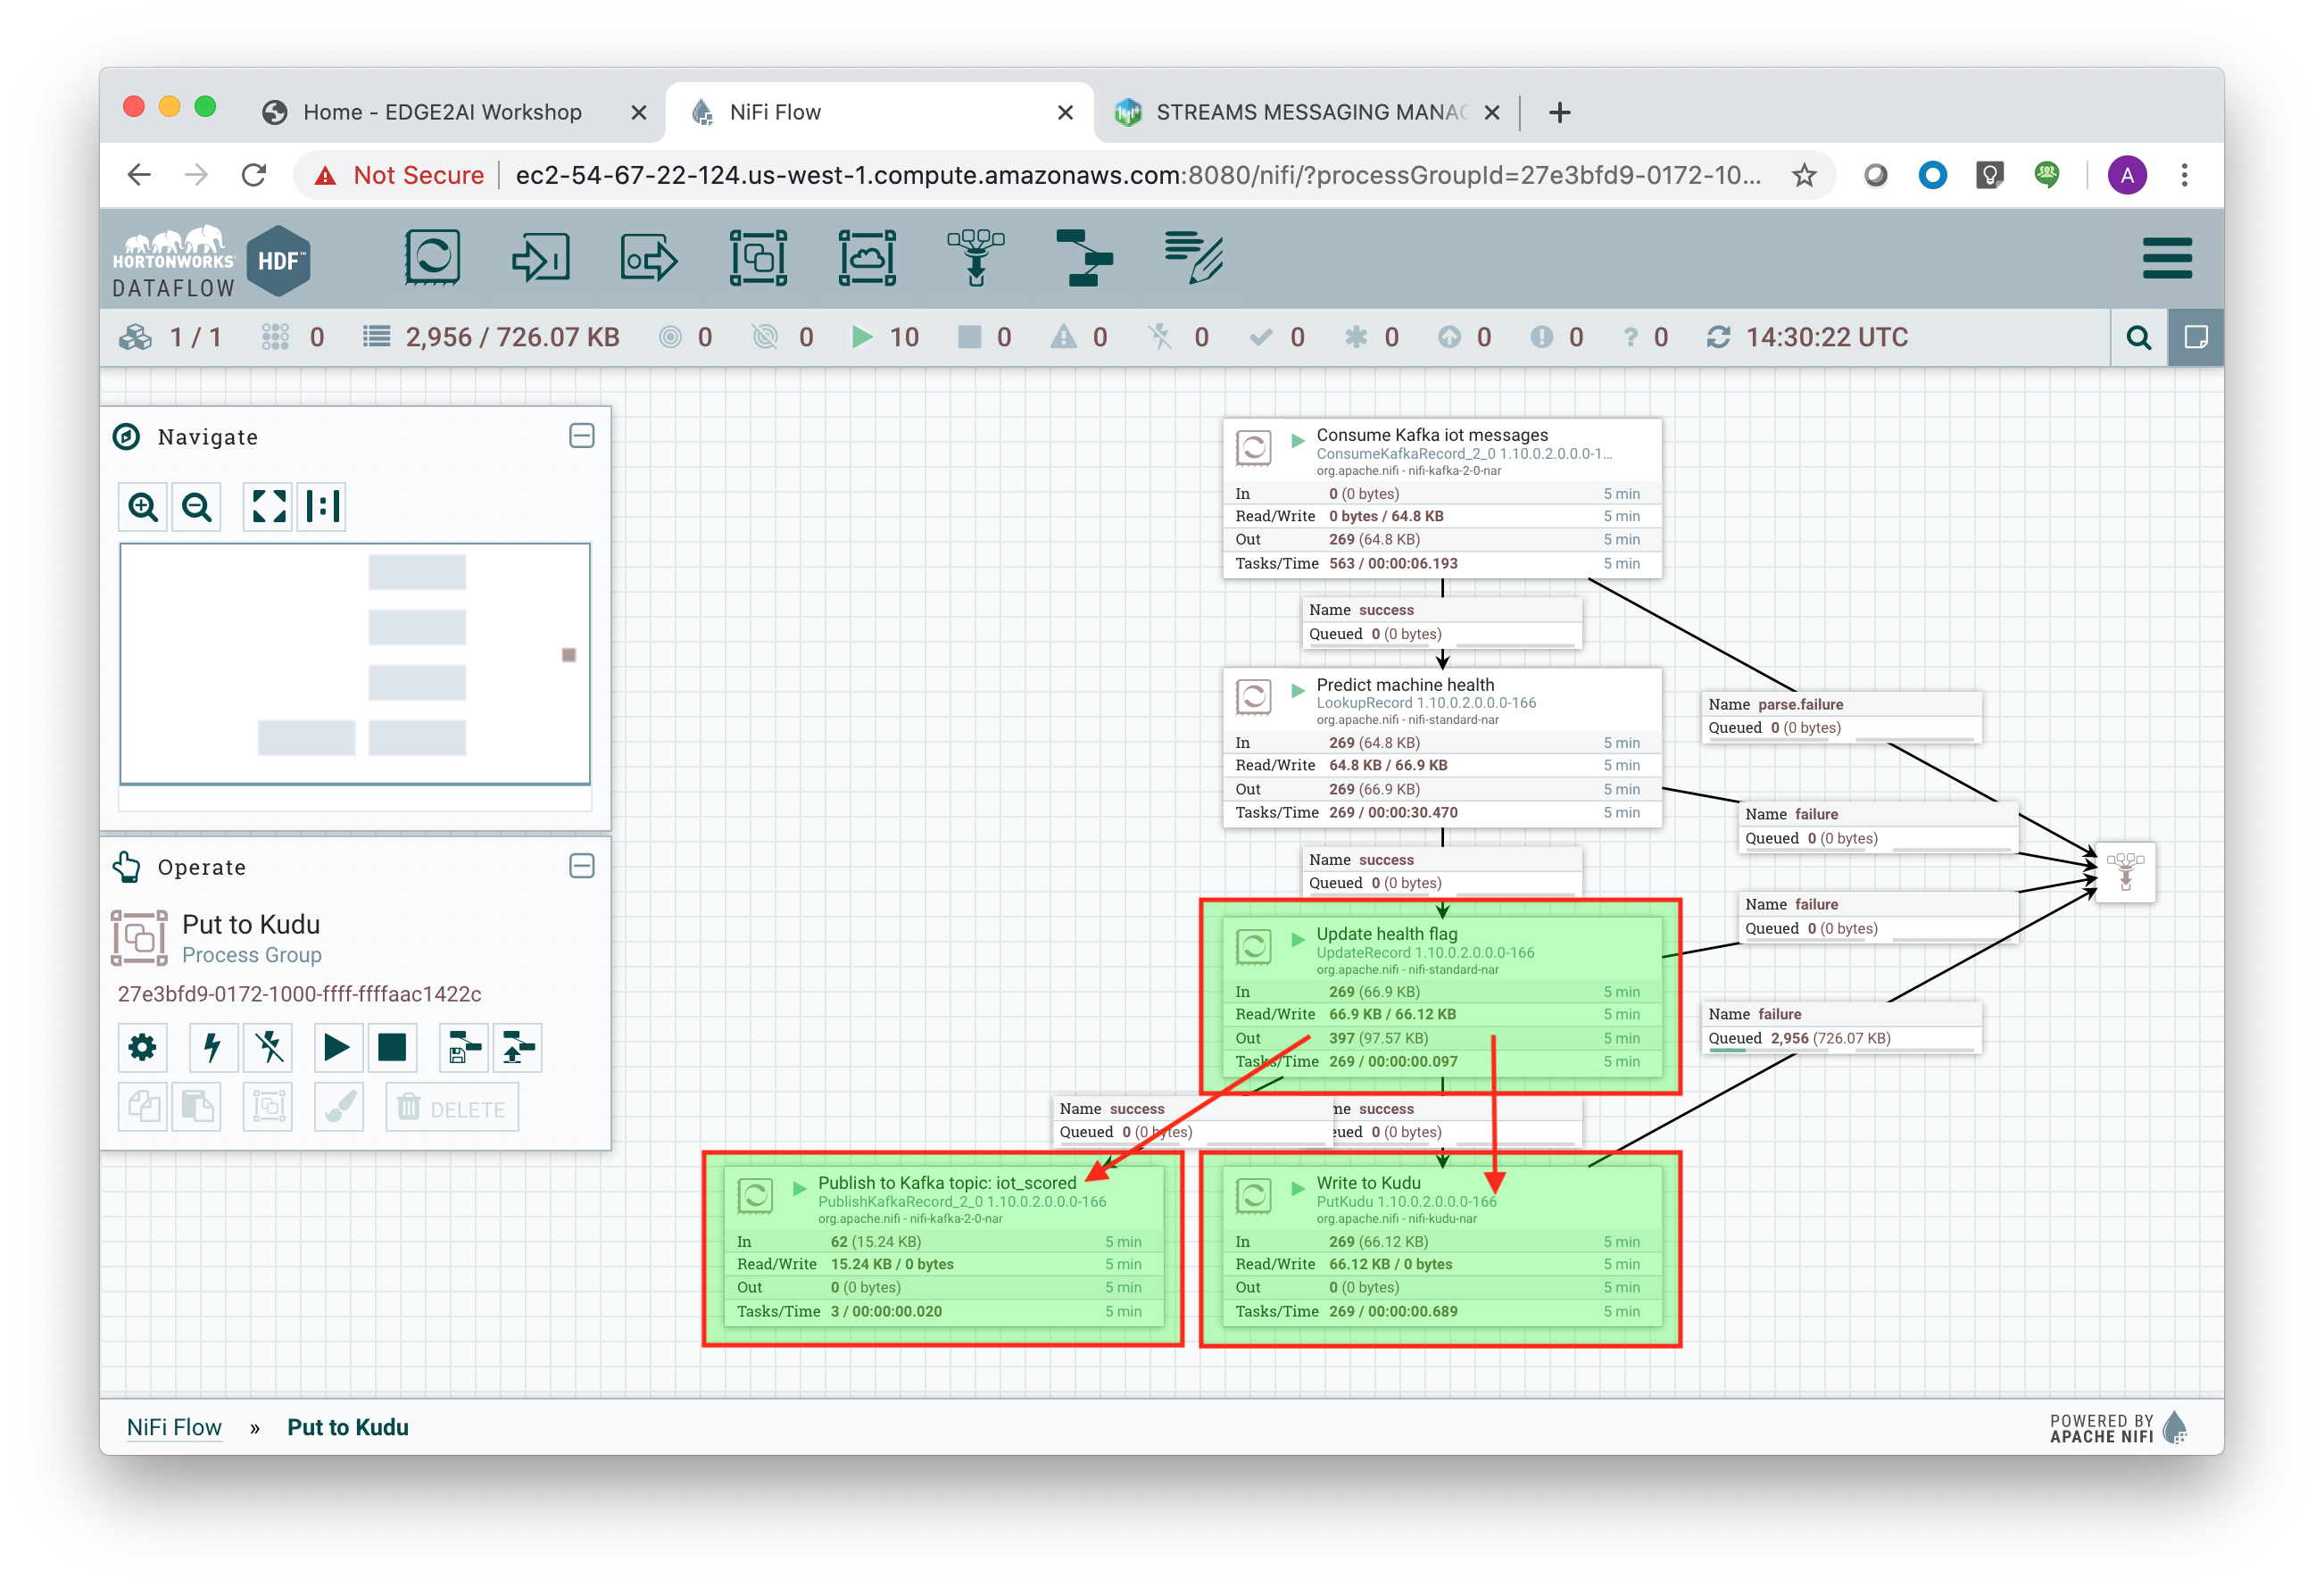 Home - EDGE2AI Workshop
NiFi Flow
STREAMS MESSAGING MANAG
Not Secure
ec2-54-67-22-124.us-west-1.compute.amazonaws.com:8080/nifi/?processGroupId=27e3bfd9-0172-10...
A
HORTONWORKS
DATAFLOW
HDF™
1 / 1
0
2,956 / 726.07 KB
0
0
10
0
0
0
0
0
0
0
? 0
14:30:22 UTC
Navigate
Operate
Put to Kudu
Process Group
27e3bfd9-0172-1000-ffff-ffffaac1422c
DELETE
Consume Kafka iot messages
ConsumeKafkaRecord_2_0 1.10.0.2.0.0.0-1...
org.apache.nifi - nifi-kafka-2-0-nar
In 0 (0 bytes) 5 min
Read/Write 0 bytes / 64.8 KB 5 min
Out 269 (64.8 KB) 5 min
Tasks/Time 563 / 00:00:06.193 5 min
Name success
Queued 0 (0 bytes)
Predict machine health
LookupRecord 1.10.0.2.0.0.0-166
org.apache.nifi - nifi-standard-nar
In 269 (64.8 KB) 5 min
Read/Write 64.8 KB / 66.9 KB 5 min
Out 269 (66.9 KB) 5 min
Tasks/Time 269 / 00:00:30.470 5 min
Name parse.failure
Queued 0 (0 bytes)
Name failure
Queued 0 (0 bytes)
Name success
Queued 0 (0 bytes)
Name failure
Queued 0 (0 bytes)
Update health flag
UpdateRecord 1.10.0.2.0.0.0-166
org.apache.nifi - nifi-standard-nar
In 269 (66.9 KB) 5 min
Read/Write 66.9 KB / 66.12 KB 5 min
Out 397 (97.57 KB) 5 min
Tasks/Time 269 / 00:00:00.097 5 min
Name failure
Queued 2,956 (726.07 KB)
Name success
Queued 0 (0 bytes)
me success
eued 0 (0 bytes)
Publish to Kafka topic: iot_scored
PublishKafkaRecord_2_0 1.10.0.2.0.0.0-166
org.apache.nifi - nifi-kafka-2-0-nar
In 62 (15.24 KB) 5 min
Read/Write 15.24 KB / 0 bytes 5 min
Out 0 (0 bytes) 5 min
Tasks/Time 3 / 00:00:00.020 5 min
Write to Kudu
PutKudu 1.10.0.2.0.0.0-166
org.apache.nifi - nifi-kudu-nar
In 269 (66.12 KB) 5 min
Read/Write 66.12 KB / 0 bytes 5 min
Out 0 (0 bytes) 5 min
Tasks/Time 269 / 00:00:00.689 5 min
NiFi Flow » Put to Kudu
POWERED BY
APACHE NIFI